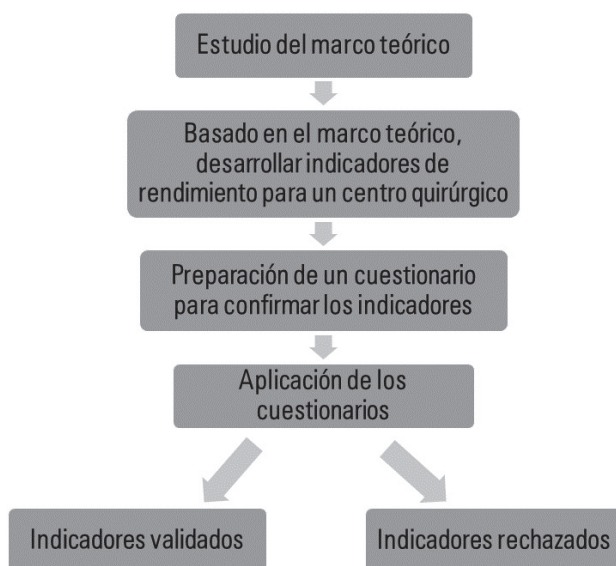 Estudio del marco teórico
Basado en el marco teórico,
desarrollar indicadores de
rendimiento para un centro quirúrgico
Preparación de un cuestionario
para confirmar los indicadores
Aplicación de los
cuestionarios
Indicadores validados
Indicadores rechazados